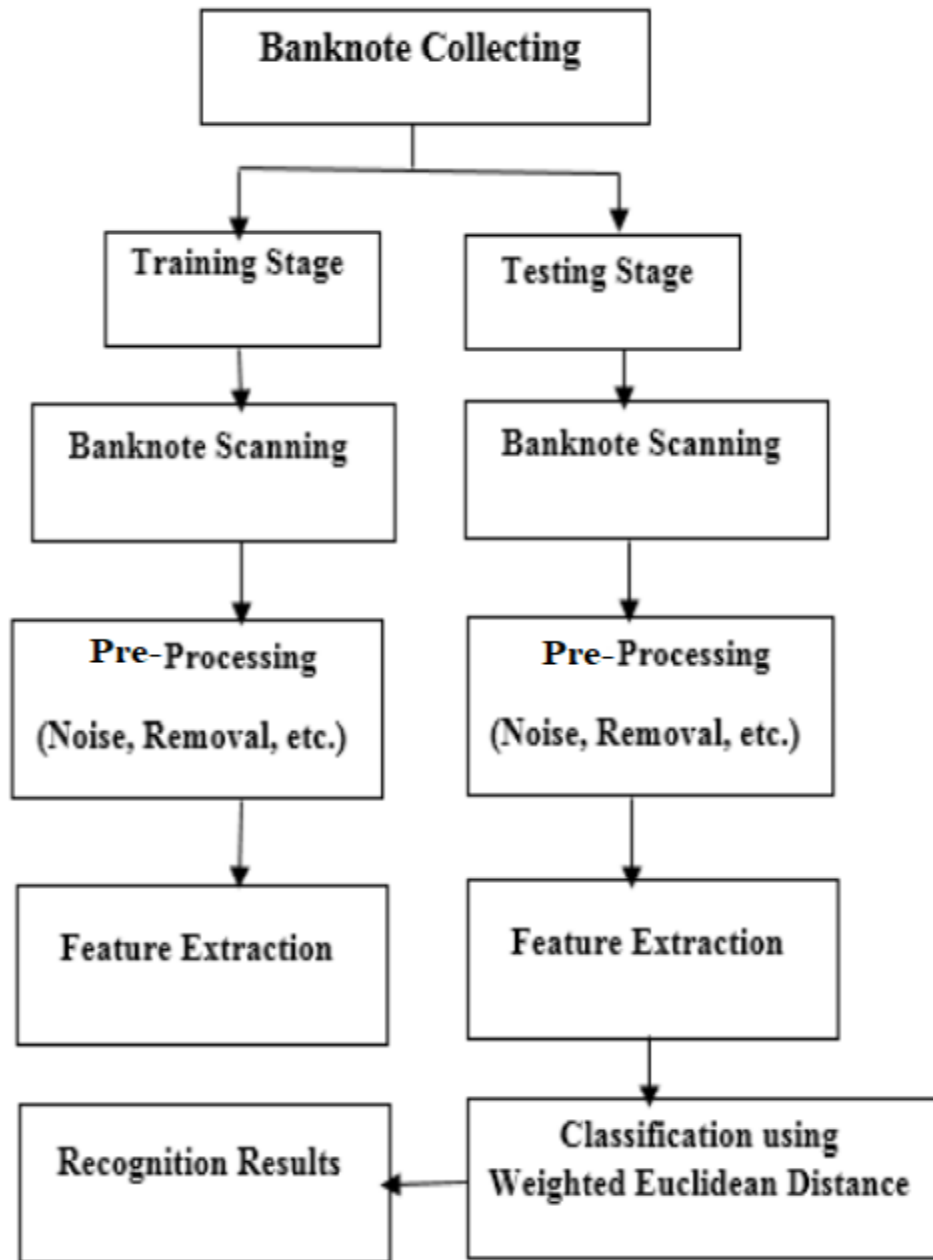 Banknote Collecting
Training Stage
Testing Stage
Banknote Scanning
Banknote Scanning
Pre-Processing
(Noise, Removal, etc.)
Pre-Processing
(Noise, Removal, etc.)
Feature Extraction
Feature Extraction
Classification using
Weighted Euclidean Distance
Recognition Results